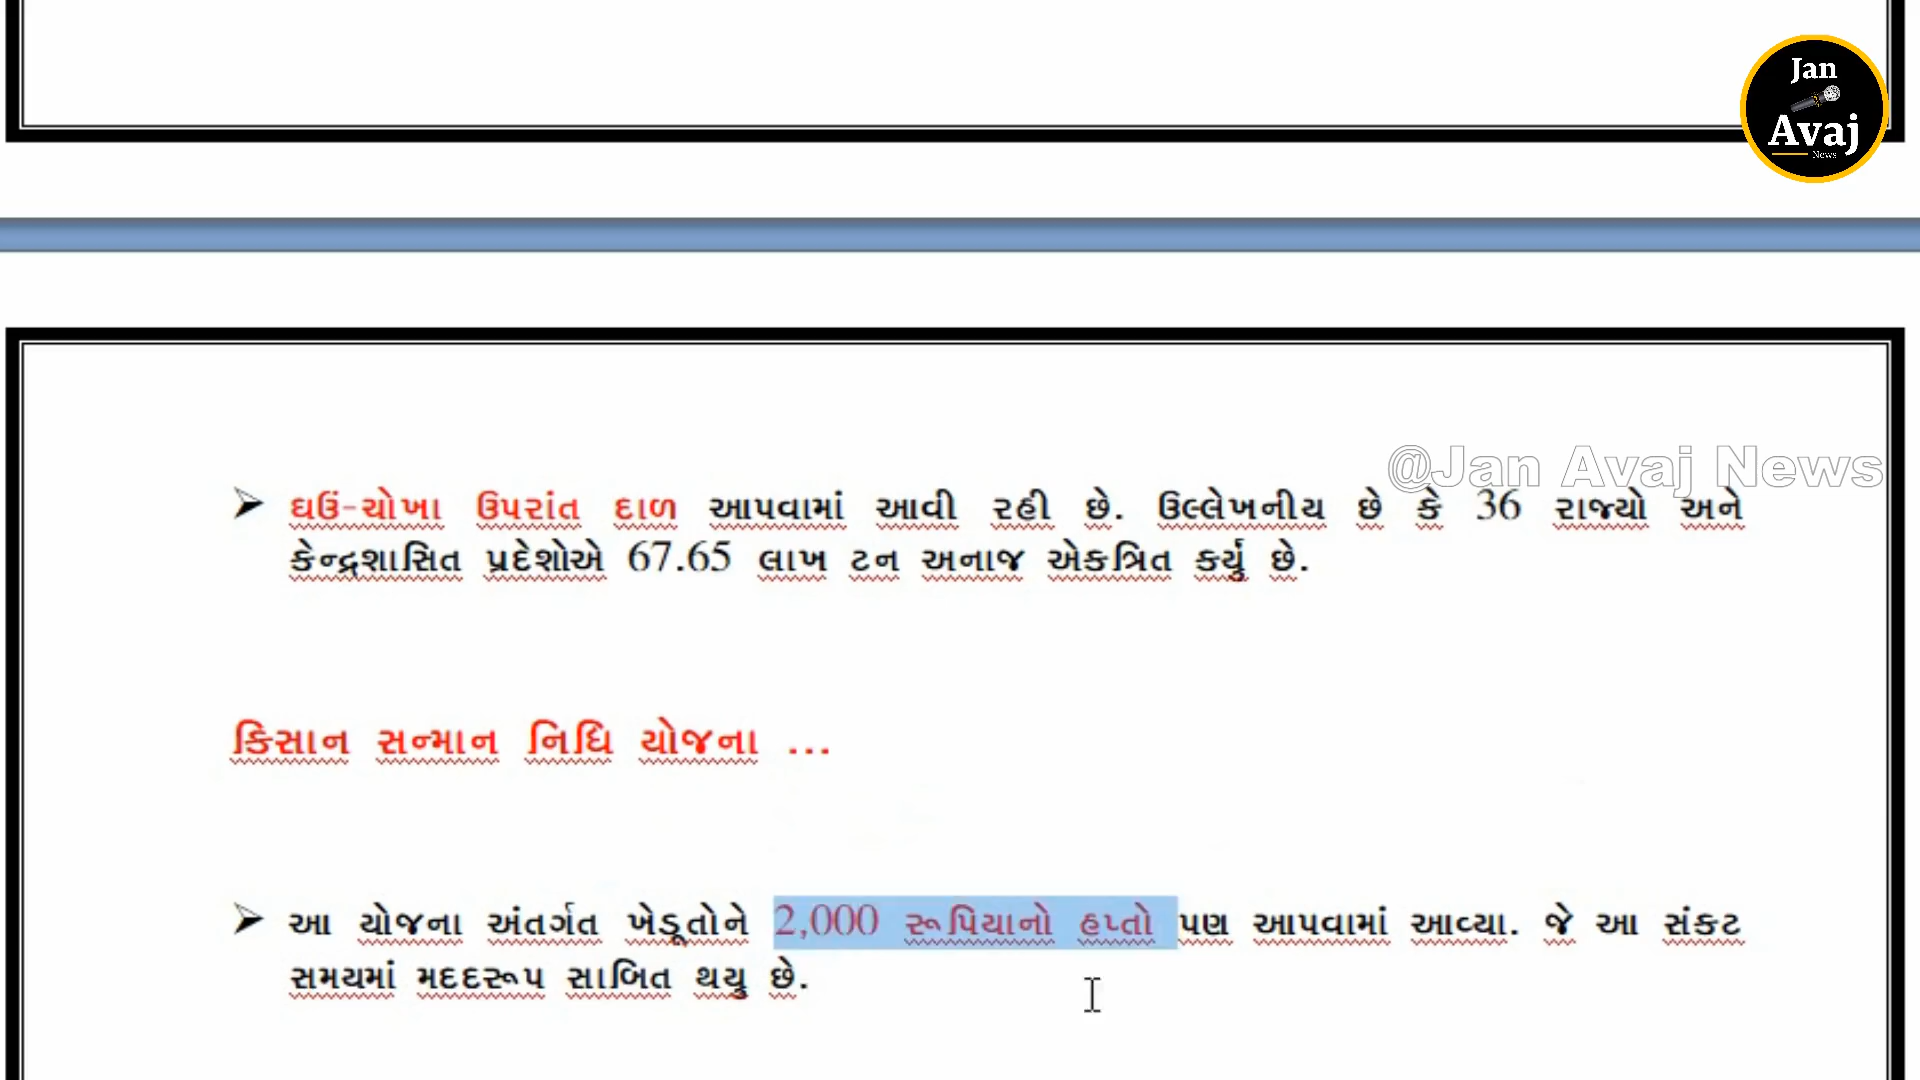 Jan
Avaj
News
@Jan Avaj News
➤ ઘઉં-ચોખા ઉપરાંત દાળ આપવામાં આવી રહી છે. ઉલ્લેખનીય છે કે 36 રાજ્યો અને
કેન્દ્રશાસિત પ્રદેશોએ 67.65 લાખ ટન અનાજ એકત્રિત કર્યું છે.
કિસાન સન્માન નિધિ યોજના ...
➤ આ યોજના અંતર્ગત ખેડૂતોને 2,000 રૂપિયાનો હપ્તો પણ આપવામાં આવ્યા. જે આ સંકટ
સમયમાં મદદરૂપ સાબિત થયુ છે.